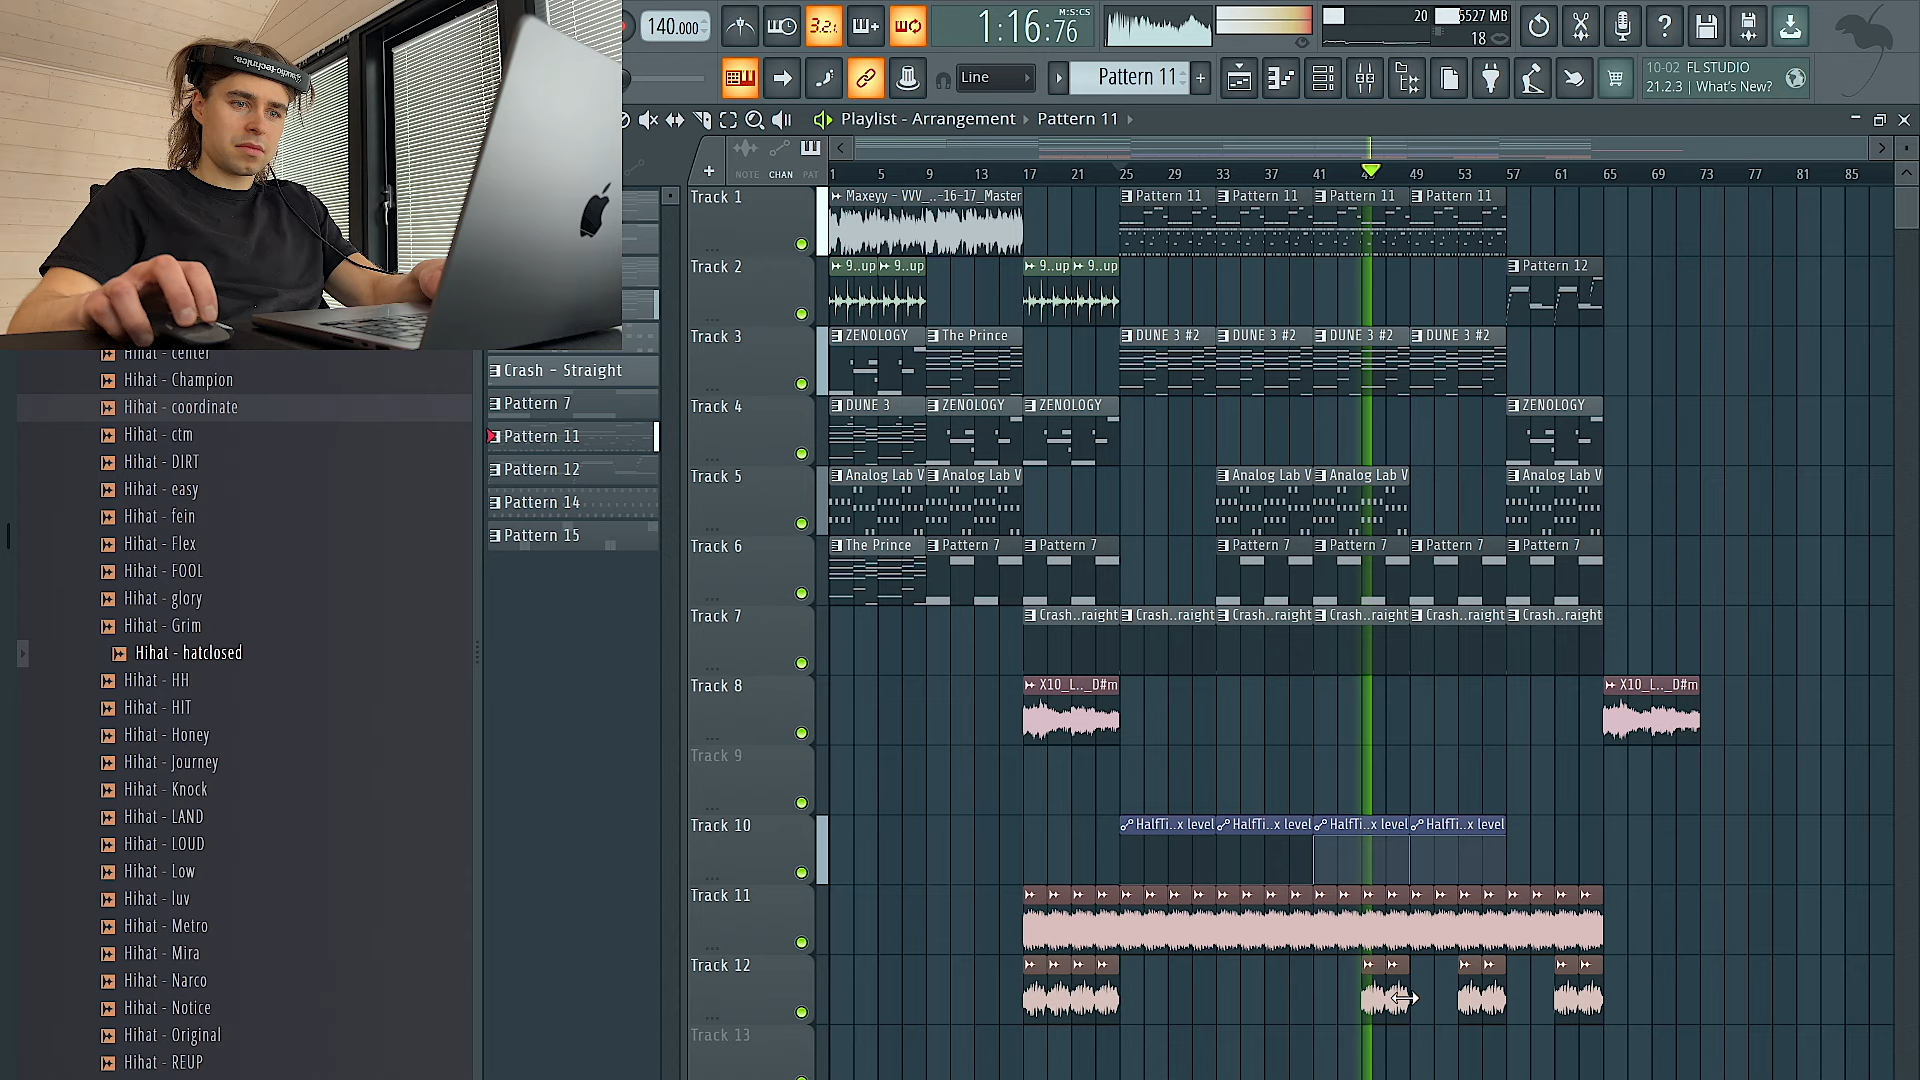 audio-technica
140.000
3.2.
1:16:76
M:S:CS
20
5527 MB
18
Line
Pattern 11
10-02 FL STUDIO
21.2.3 | What's New?
Playlist - Arrangement
Pattern 11
NOTE CHAN PAT
1 5 9 13 17 21 25 29 33 37 41 49 53 57 61 65 69 73 77 81 85
Track 1
Maxeyy - VVV_..-16-17_Master
Pattern 11
Pattern 11
Pattern 11
Pattern 11
Track 2
9..up
9..up
9..up
9..up
Pattern 12
Track 3
ZENOLOGY
The Prince
DUNE 3 #2
DUNE 3 #2
DUNE 3 #2
DUNE 3 #2
Track 4
DUNE 3
ZENOLOGY
ZENOLOGY
ZENOLOGY
Track 5
Analog Lab V
Analog Lab V
Analog Lab V
Analog Lab V
Analog Lab V
Track 6
The Prince
Pattern 7
Pattern 7
Pattern 7
Pattern 7
Pattern 7
Pattern 7
Track 7
Crash..raight
Crash..raight
Crash..raight
Crash..raight
Crash..raight
Crash..raight
Track 8
X10_L.._D#m
X10_L.._D#m
Track 9
Track 10
HalfTi..x level
HalfTi..x level
HalfTi..x level
HalfTi..x level
Track 11
Track 12
Track 13
Crash - Straight
Pattern 7
Pattern 11
Pattern 12
Pattern 14
Pattern 15
Hihat - center
Hihat - Champion
Hihat - coordinate
Hihat - ctm
Hihat - DIRT
Hihat - easy
Hihat - fein
Hihat - Flex
Hihat - FOOL
Hihat - glory
Hihat - Grim
Hihat - hatclosed
Hihat - HH
Hihat - HIT
Hihat - Honey
Hihat - Journey
Hihat - Knock
Hihat - LAND
Hihat - LOUD
Hihat - Low
Hihat - luv
Hihat - Metro
Hihat - Mira
Hihat - Narco
Hihat - Notice
Hihat - Original
Hihat - REUP